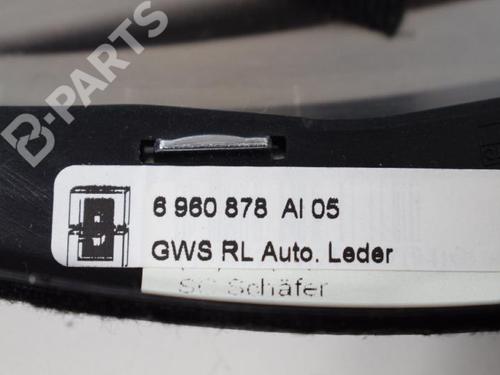 B-PARTS
6 960 878 AI 05
GWS RL Auto. Leder
SC Schäfer